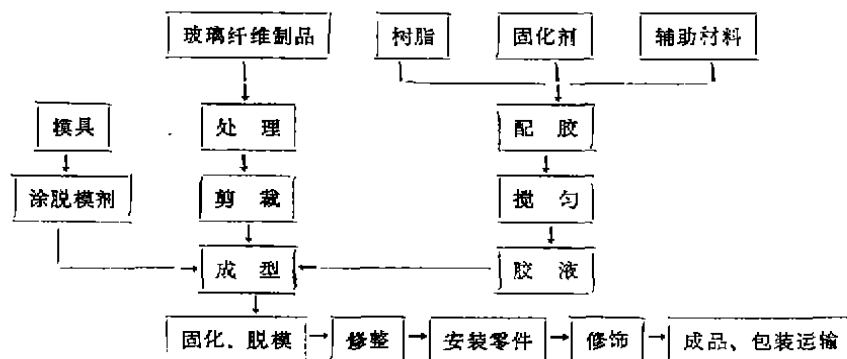 玻璃纤维制品 树脂 固化剂 辅助材料
模具 处理 配胶
涂脱模剂 剪裁 搅匀
成型 胶液
固化、脱模 修整 安装零件 修饰 成品、包装运输